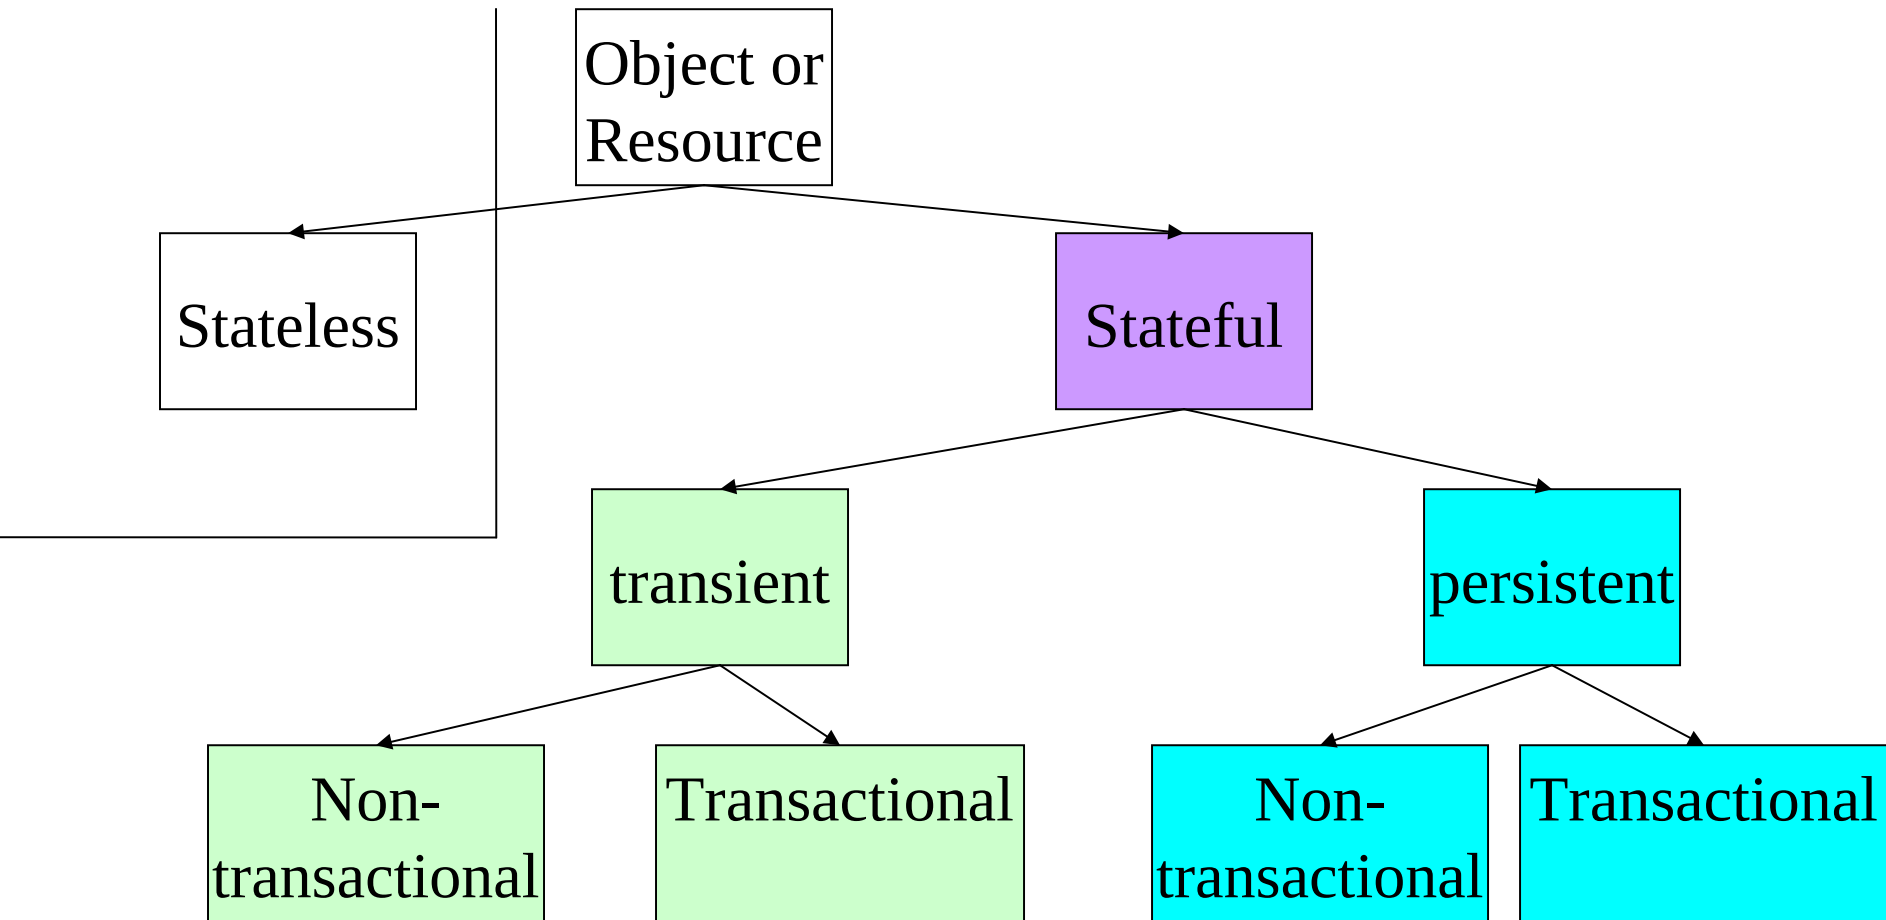 Object or
Resource
Stateless
Stateful
transient
persistent
Non-
transactional
Transactional
Non-
transactional
Transactional